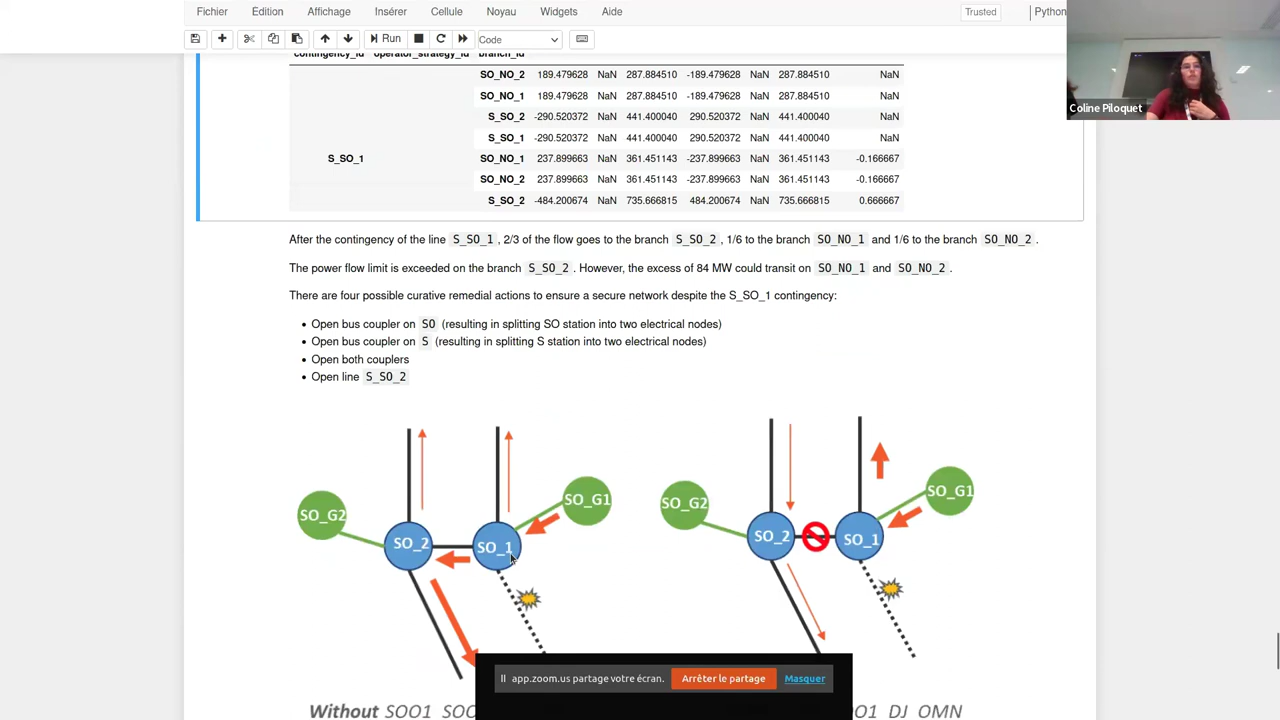 Fichier Édition Affichage Insérer Cellule Noyau Widgets Aide Trusted Python
Run Code
contingency_id operator_strategy_id branch_id
SO_NO_2 189.479628 NaN 287.884510 -189.479628 NaN 287.884510 NaN
SO_NO_1 189.479628 NaN 287.884510 -189.479628 NaN 287.884510 NaN
S_SO_2 -290.520372 NaN 441.400040 290.520372 NaN 441.400040 NaN
S_SO_1 -290.520372 NaN 441.400040 290.520372 NaN 441.400040 NaN
S_SO_1 SO_NO_1 237.899663 NaN 361.451143 -237.899663 NaN 361.451143 -0.166667
SO_NO_2 237.899663 NaN 361.451143 -237.899663 NaN 361.451143 -0.166667
S_SO_2 -484.200674 NaN 735.666815 484.200674 NaN 735.666815 0.666667
Coline Piloquet
After the contingency of the line S_SO_1 , 2/3 of the flow goes to the branch S_SO_2 , 1/6 to the branch SO_NO_1 and 1/6 to the branch SO_NO_2 .
The power flow limit is exceeded on the branch S_SO_2 . However, the excess of 84 MW could transit on SO_NO_1 and SO_NO_2 .
There are four possible curative remedial actions to ensure a secure network despite the S_SO_1 contingency:
• Open bus coupler on SO (resulting in splitting SO station into two electrical nodes)
• Open bus coupler on S (resulting in splitting S station into two electrical nodes)
• Open both couplers
• Open line S_SO_2
SO_G2 SO_G1 SO_G2 SO_G1
SO_2 SO_1 SO_2 SO_1
app.zoom.us partage votre écran. Arrêter le partage Masquer
Without SOO1_SOO DJ_OMN